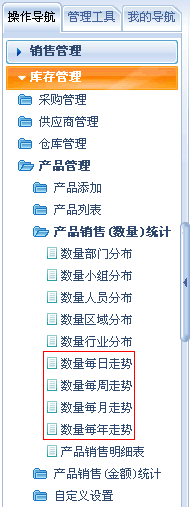 操作导航 管理工具 我的导航
销售管理
库存管理
采购管理
供应商管理
仓库管理
产品管理
产品添加
产品列表
产品销售(数量)统计
数量部门分布
数量小组分布
数量人员分布
数量区域分布
数量行业分布
数量每日走势
数量每周走势
数量每月走势
数量每年走势
产品销售明细表
产品销售(金额)统计
自定义设置